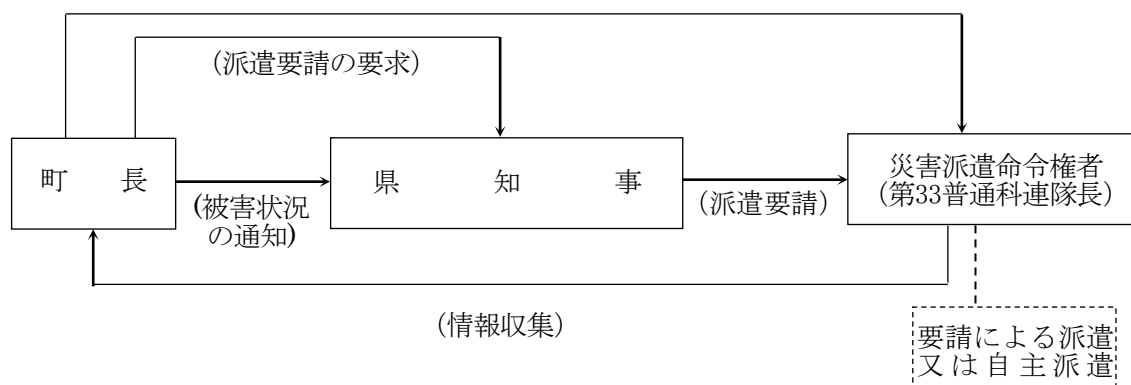 (派遣要請の要求)
町長
県知事
災害派遣命令権者
(第33普通科連隊長)
(被害状況
の通知)
(派遣要請)
(情報収集)
要請による派遣
又は自主派遣